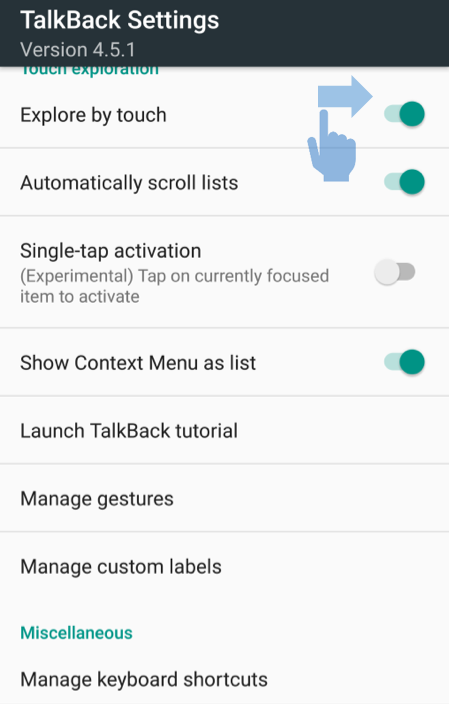 TalkBack Settings
Version 4.5.1
Touch exploration
Explore by touch
Automatically scroll lists
Single-tap activation
(Experimental) Tap on currently focused
item to activate
Show Context Menu as list
Launch TalkBack tutorial
Manage gestures
Manage custom labels
Miscellaneous
Manage keyboard shortcuts